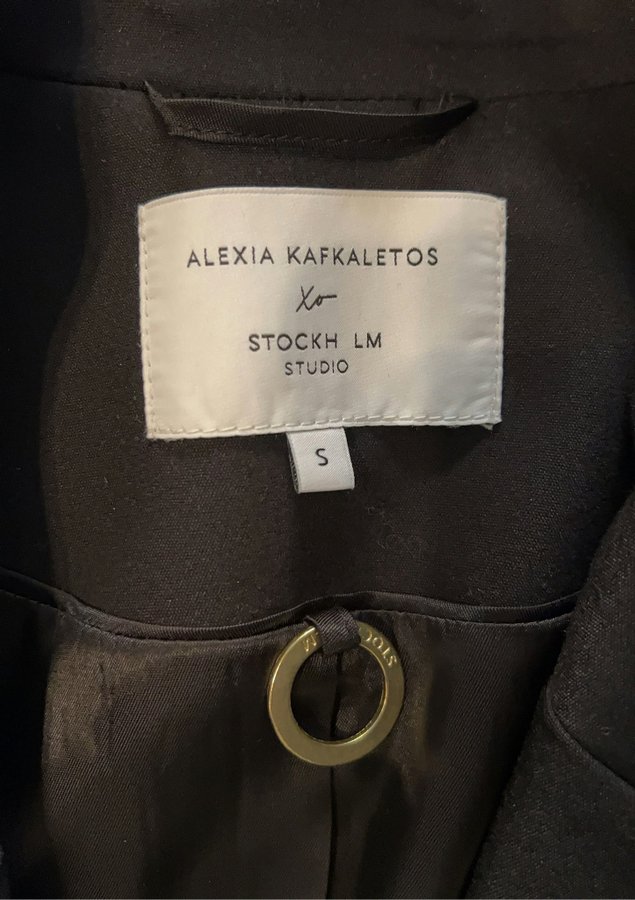 ALEXIA KAFKALETOS
Xo
STOCKH LM
STUDIO
S